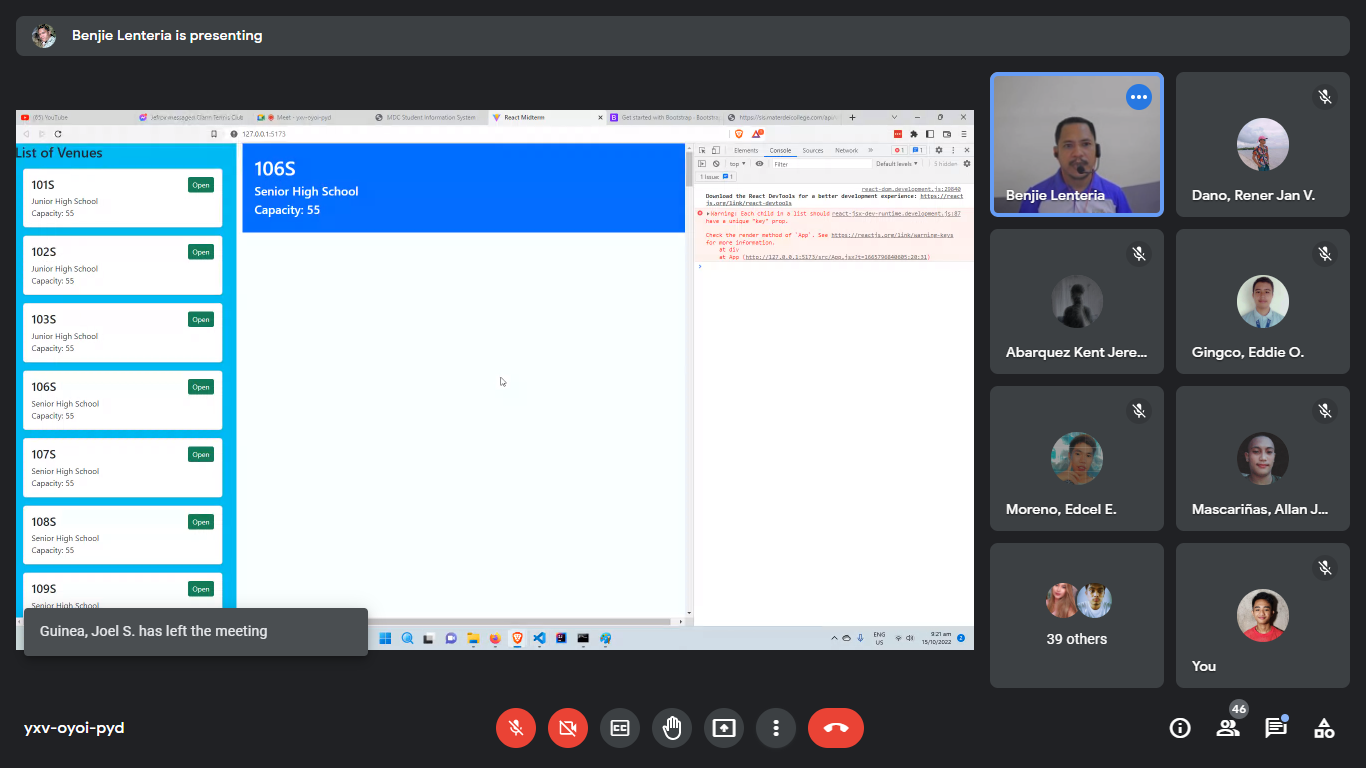 Benjie Lenteria is presenting
(65) YouTube
Meet - yxv-oyoi-pyd
MDC Student Information System
React Midterm
Get started with Bootstrap · Bootstra
127.0.0.1:5173
List of Venues
101S
Open
Junior High School
Capacity: 55
102S
Open
Junior High School
Capacity: 55
103S
Open
Junior High School
Capacity: 55
106S
Open
Senior High School
Capacity: 55
107S
Open
Senior High School
Capacity: 55
108S
Open
Senior High School
Capacity: 55
109S
Open
Senior High School
106S
Senior High School
Capacity: 55
Elements Console Sources Network
1
1
top
Filter
Default levels
5 hidden
1 Issue: 1
react-dom.development.js:29840
Download the React DevTools for a better development experience: https://react
js.org/link/react-devtools
Warning: Each child in a list should react-jsx-dev-runtime.development.js:87
have a unique "key" prop.
Check the render method of `App`. See https://reactjs.org/link/warning-keys
for more information.
at div
at App (http://127.0.0.1:5173/src/App.jsx?t=1665796840605:20:31)
ENG
US
9:21 am
15/10/2022
2
Guinea, Joel S. has left the meeting
Benjie Lenteria
Dano, Rener Jan V.
Abarquez Kent Jere...
Gingco, Eddie O.
Moreno, Edcel E.
Mascariñas, Allan J...
39 others
You
yxv-oyoi-pyd
46